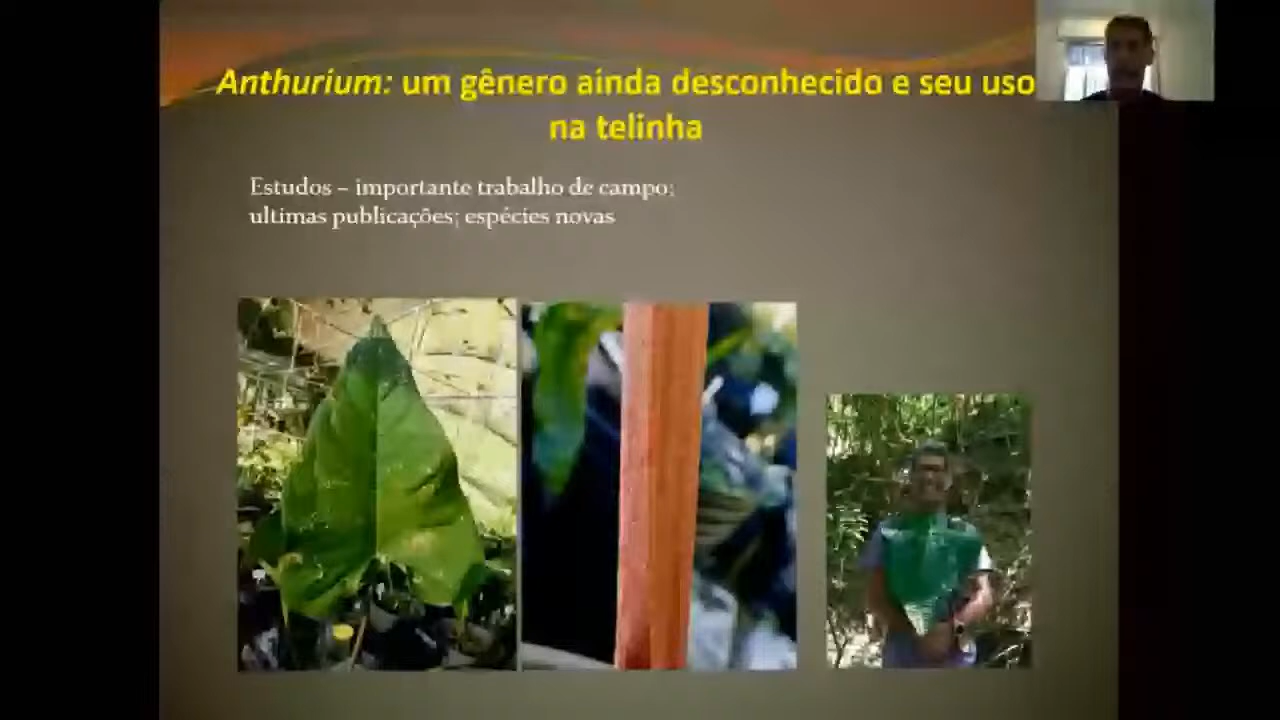 Anthurium: um gênero ainda desconhecido e seu uso
na telinha
Estudos – importante trabalho de campo;
ultimas publicações; espécies novas